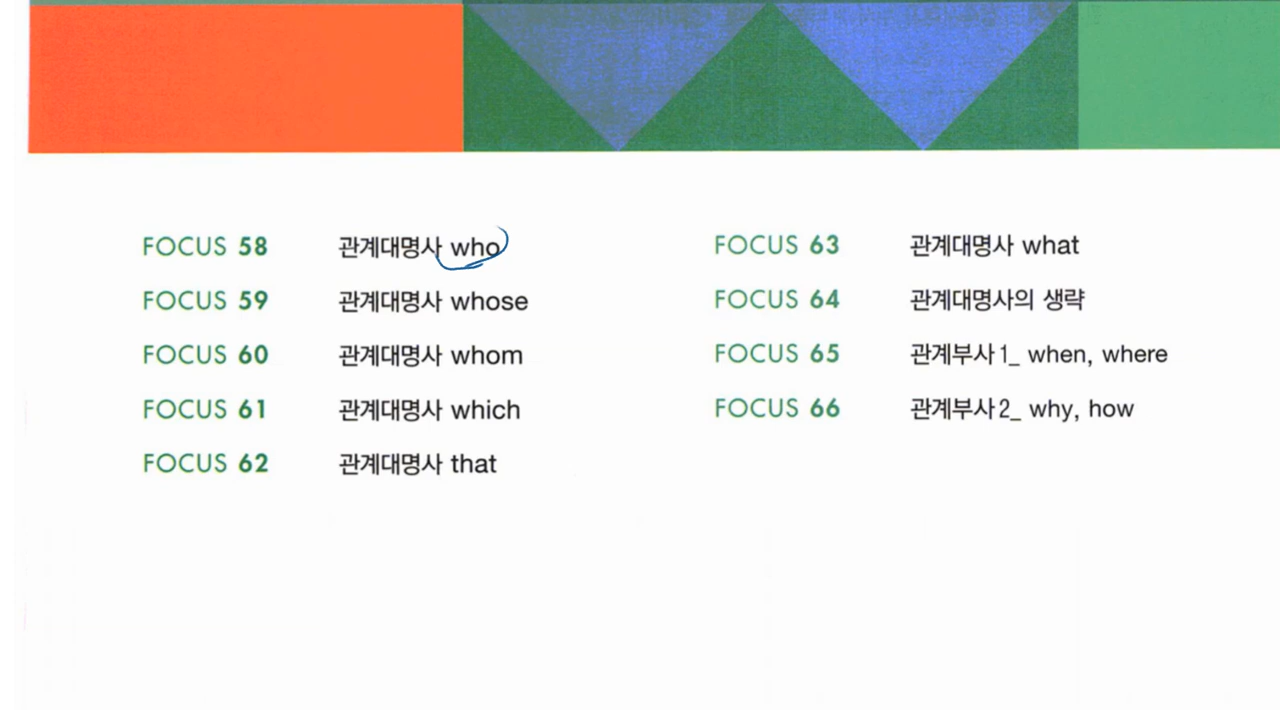 FOCUS 58 관계대명사 who
FOCUS 59 관계대명사 whose
FOCUS 60 관계대명사 whom
FOCUS 61 관계대명사 which
FOCUS 62 관계대명사 that
FOCUS 63 관계대명사 what
FOCUS 64 관계대명사의 생략
FOCUS 65 관계부사 1_ when, where
FOCUS 66 관계부사 2_ why, how